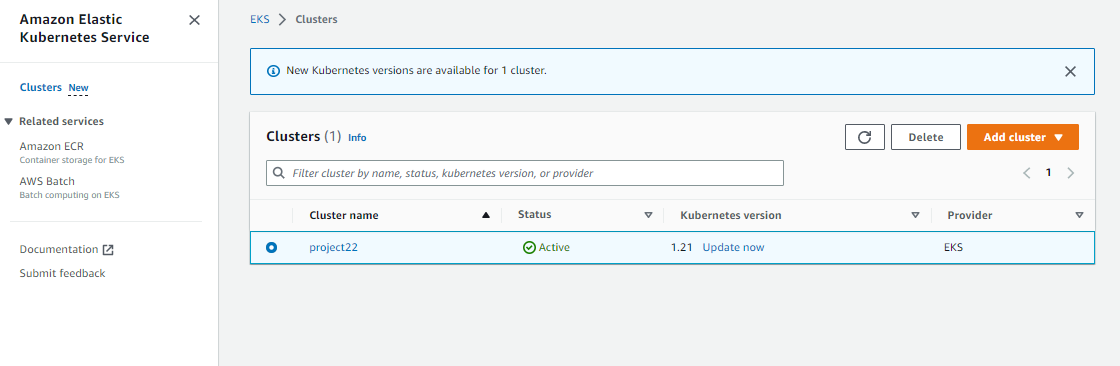 Amazon Elastic
Kubernetes Service
Clusters New
Related services
Amazon ECR
Container storage for EKS
AWS Batch
Batch computing on EKS
Documentation
Submit feedback
EKS Clusters
New Kubernetes versions are available for 1 cluster.
Clusters (1) Info
Delete
Add cluster
Filter cluster by name, status, kubernetes version, or provider
1
Cluster name Status Kubernetes version Provider
project22 Active 1.21 Update now EKS